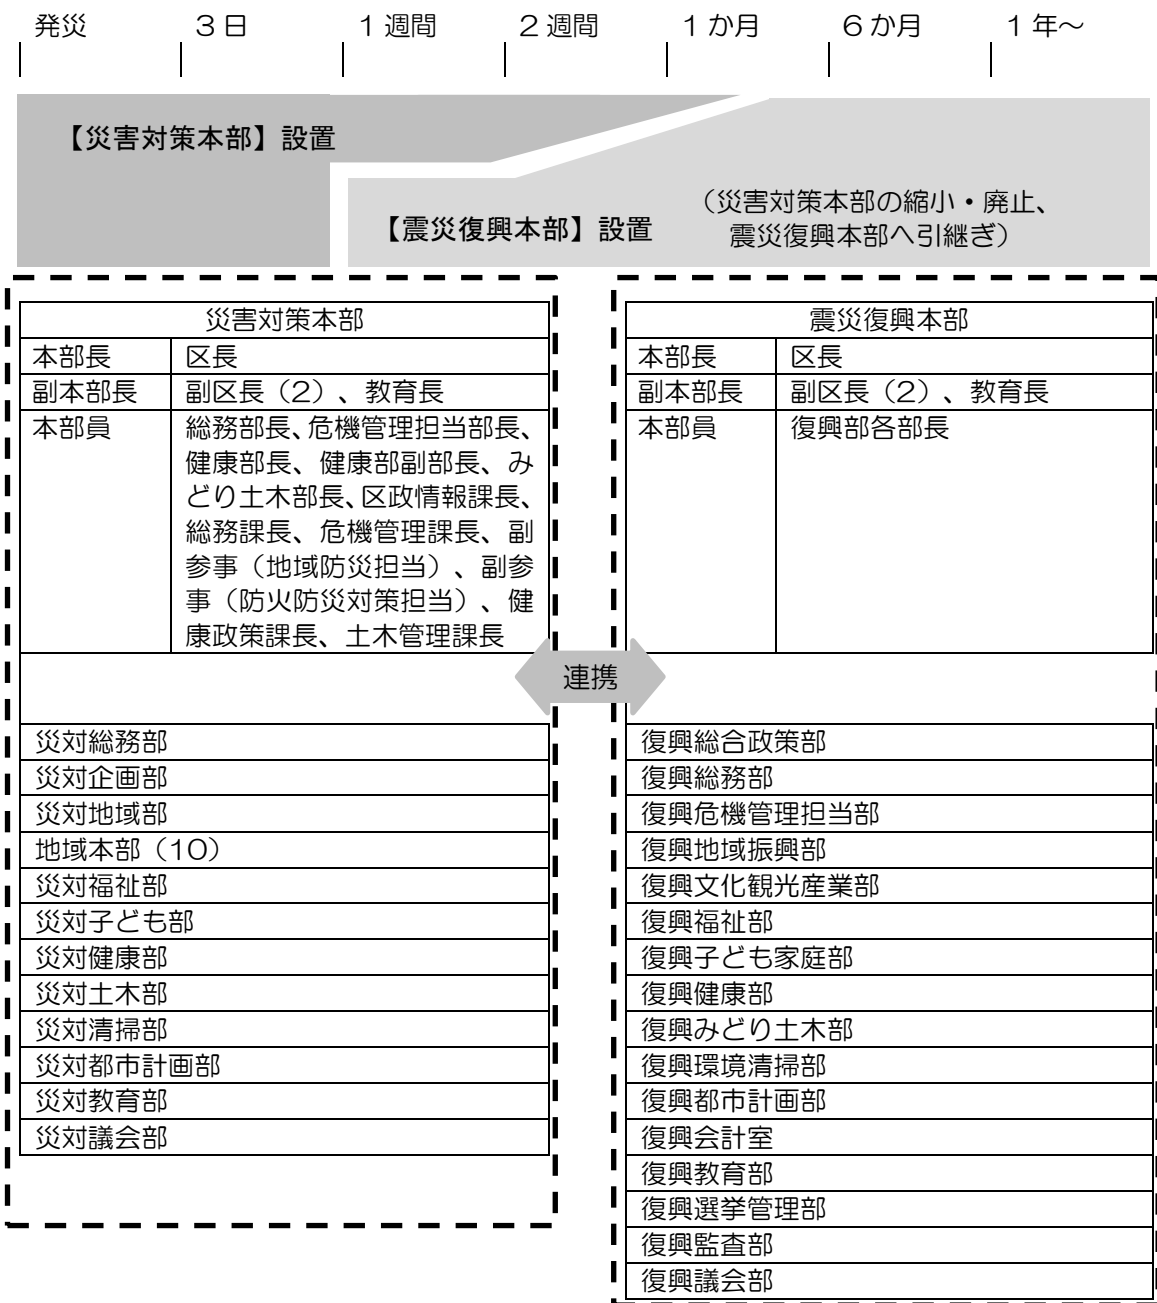 発災 3日 1週間 2週間 1か月 6か月 1年～
【災害対策本部】設置
【震災復興本部】設置
（災害対策本部の縮小・廃止、
震災復興本部へ引継ぎ）
災害対策本部
本部長 区長
副本部長 副区長（2）、教育長
本部員 総務部長、危機管理担当部長、
健康部長、健康部副部長、み
どり土木部長、区政情報課長、
総務課長、危機管理課長、副
参事（地域防災担当）、副参
事（防火防災対策担当）、健
康政策課長、土木管理課長
災対総務部
災対企画部
災対地域部
地域本部（10）
災対福祉部
災対子ども部
災対健康部
災対土木部
災対清掃部
災対都市計画部
災対教育部
災対議会部
連携
震災復興本部
本部長 区長
副本部長 副区長（2）、教育長
本部員 復興部各部長
復興総合政策部
復興総務部
復興危機管理担当部
復興地域振興部
復興文化観光産業部
復興福祉部
復興子ども家庭部
復興健康部
復興みどり土木部
復興環境清掃部
復興都市計画部
復興会計室
復興教育部
復興選挙管理部
復興監査部
復興議会部